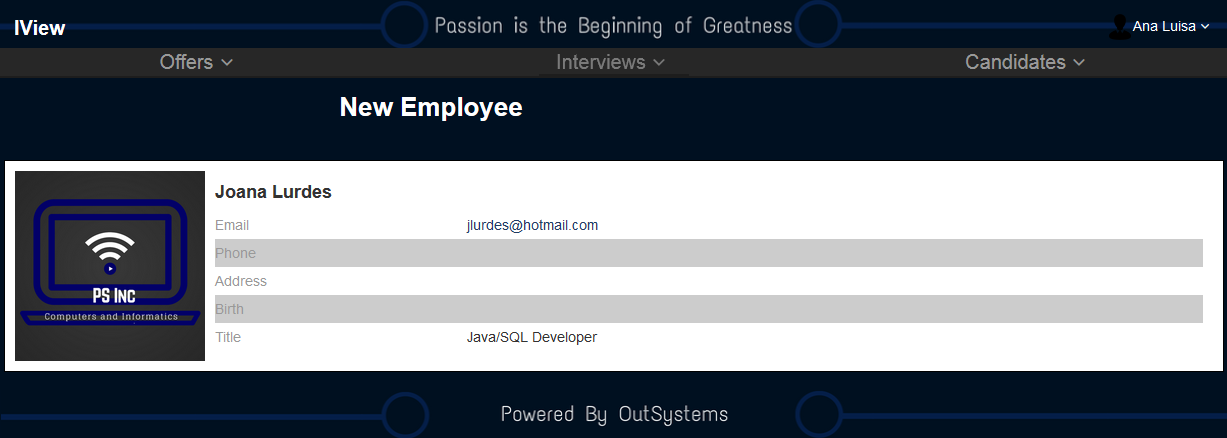 IView
Passion is the Beginning of Greatness
Ana Luisa
Offers Interviews Candidates
New Employee
PS Inc
Computers and Informatics
Joana Lurdes
Email jlurdes@hotmail.com
Phone
Address
Birth
Title Java/SQL Developer
Powered By OutSystems